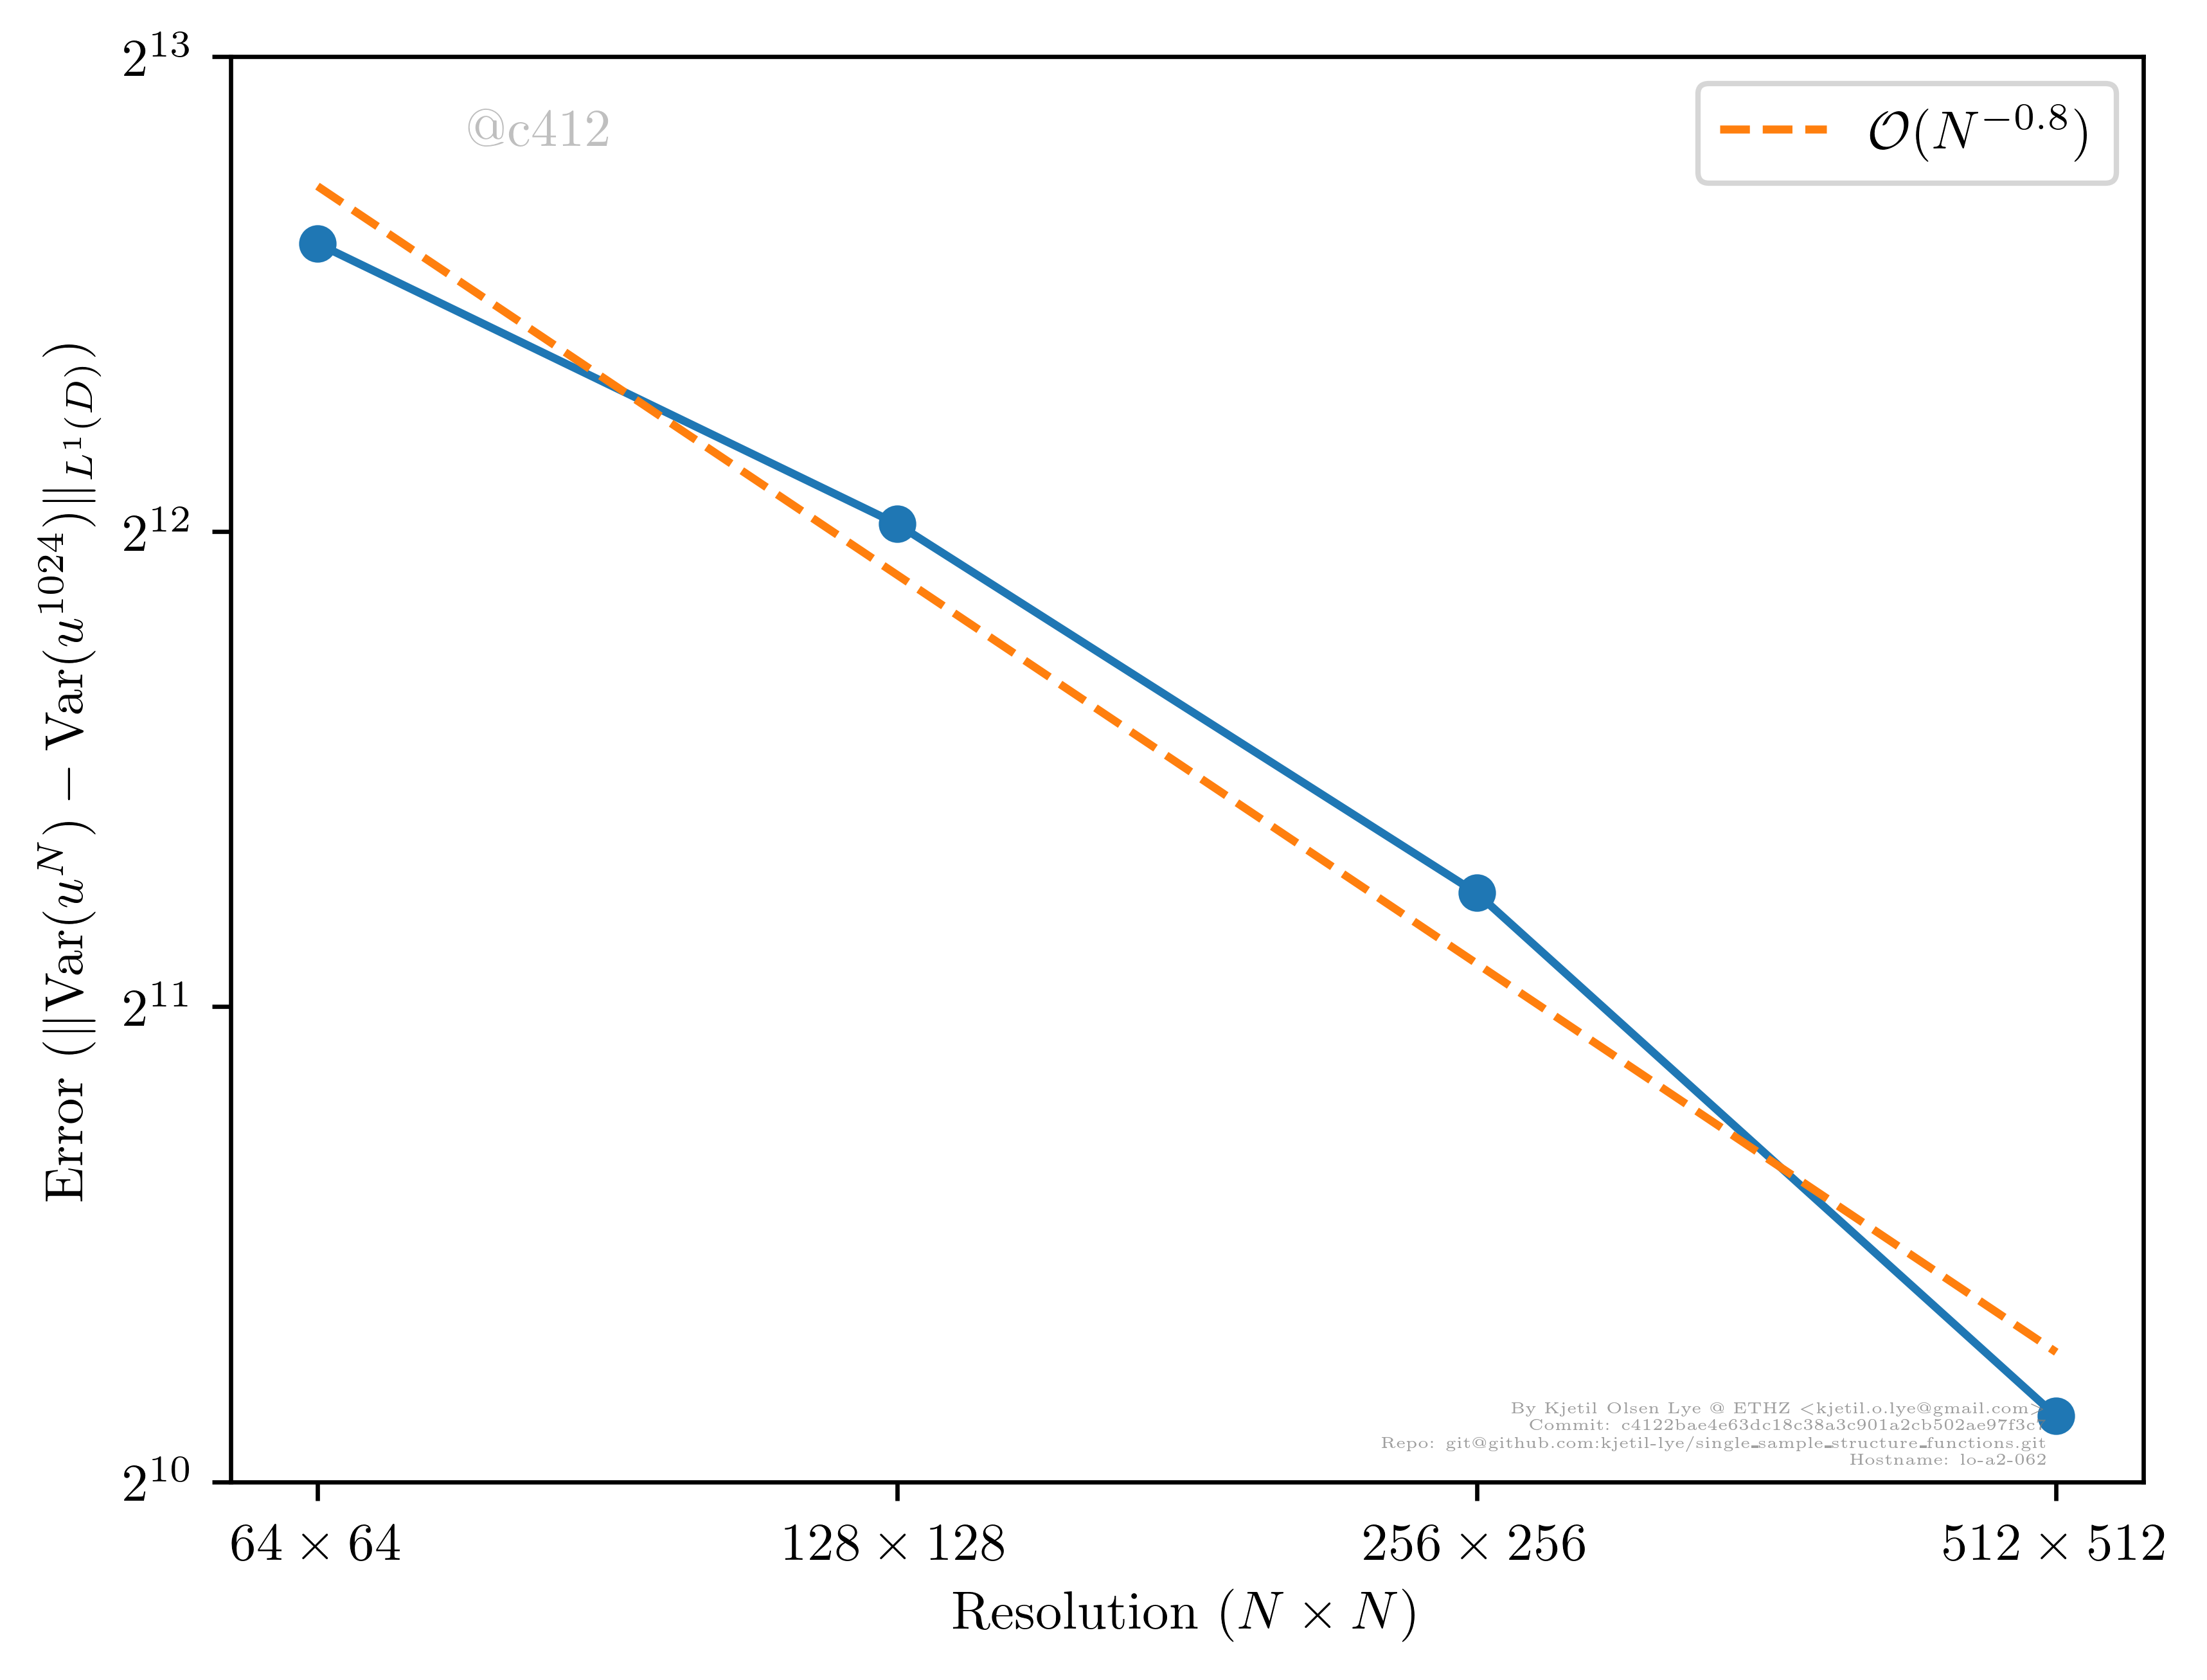 2^13
@c412
O(N^−0.8)
2^12
2^11
2^10
Error (||Var(u^N) − Var(u^1024)||_L^1(D))
By Kjetil Olsen Lye @ ETHZ <kjetil.o.lye@gmail.com>
Commit: c4122bae4e63dc18c38a3c901a2cb502ae97f3c
Repo: git@github.com:kjetil-lye/single_sample_structure_functions.git
Hostname: lo-a2-062
64 × 64
128 × 128
256 × 256
512 × 512
Resolution (N × N)